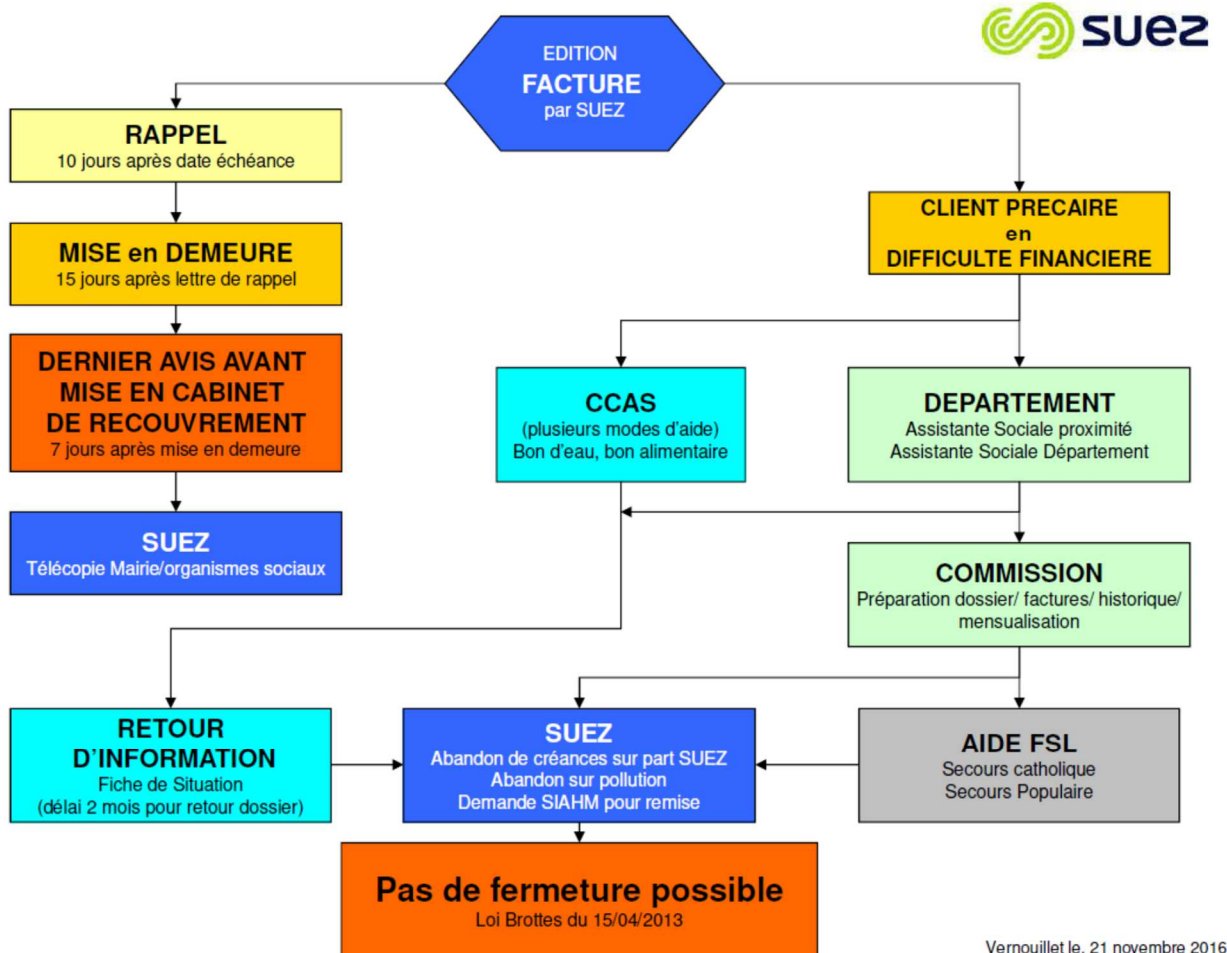 suez
EDITION
FACTURE
par SUEZ
RAPPEL
10 jours après date échéance
MISE en DEMEURE
15 jours après lettre de rappel
DERNIER AVIS AVANT
MISE EN CABINET
DE RECOUVREMENT
7 jours après mise en demeure
SUEZ
Télécopie Mairie/organismes sociaux
CLIENT PRECAIRE
en
DIFFICULTE FINANCIERE
CCAS
(plusieurs modes d'aide)
Bon d'eau, bon alimentaire
DEPARTEMENT
Assistante Sociale proximité
Assistante Sociale Département
COMMISSION
Préparation dossier/ factures/ historique/
mensualisation
RETOUR
D'INFORMATION
Fiche de Situation
(délai 2 mois pour retour dossier)
SUEZ
Abandon de créances sur part SUEZ
Abandon sur pollution
Demande SIAHM pour remise
AIDE FSL
Secours catholique
Secours Populaire
Pas de fermeture possible
Loi Brottes du 15/04/2013
Vernouillet le, 21 novembre 2016